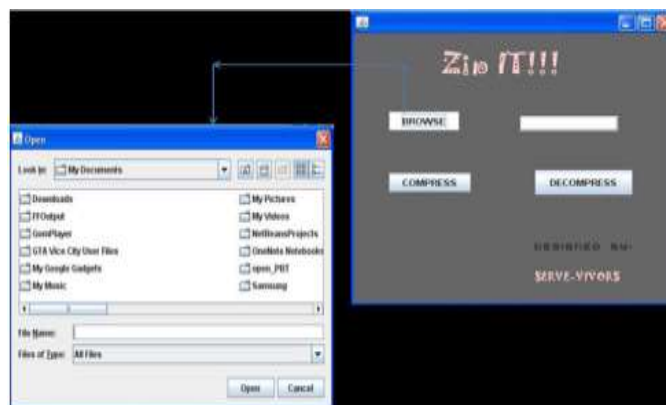 Zip IT!!!
BROWSE
COMPRESS
DECOMPRESS
DESIGNED BY:
SERVE-VIVORS
Open
Look In:
My Documents
Downloads
FFOutput
GomPlayer
GTA Vice City User Files
My Google Gadgets
My Music
My Pictures
My Videos
NetBeansProjects
OneNote Notebooks
open_PBT
Samsung
File Name:
Files of Type:
All Files
Open
Cancel